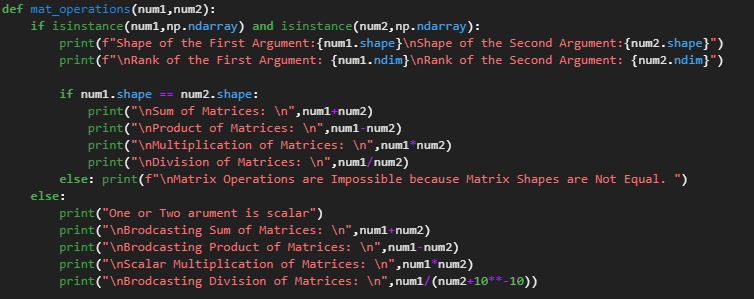 def mat_operations(num1,num2):
    if isinstance(num1,np.ndarray) and isinstance(num2,np.ndarray):
        print(f"Shape of the First Argument:{num1.shape}\nShape of the Second Argument:{num2.shape}")
        print(f"\nRank of the First Argument: {num1.ndim}\nRank of the Second Argument: {num2.ndim}")

        if num1.shape == num2.shape:
            print("\nSum of Matrices: \n",num1+num2)
            print("\nProduct of Matrices: \n",num1-num2)
            print("\nMultiplication of Matrices: \n",num1*num2)
            print("\nDivision of Matrices: \n",num1/num2)
        else: print(f"\nMatrix Operations are Impossible because Matrix Shapes are Not Equal. ")
    else:
        print("One or Two arument is scalar")
        print("\nBrodcasting Sum of Matrices: \n",num1+num2)
        print("\nBrodcasting Product of Matrices: \n",num1-num2)
        print("\nScalar Multiplication of Matrices: \n",num1*num2)
        print("\nBrodcasting Division of Matrices: \n",num1/(num2+10**-10))